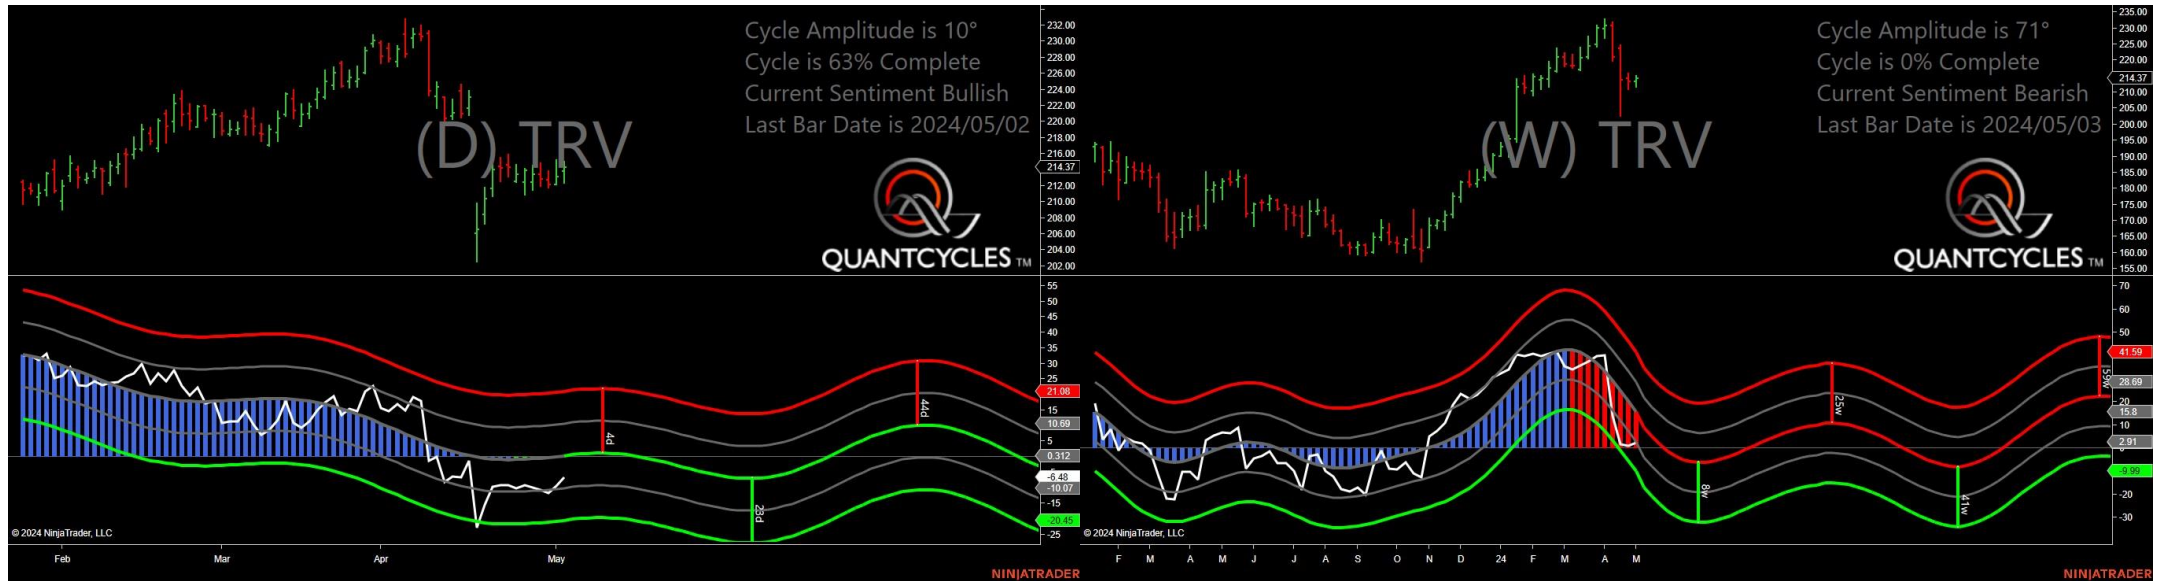 Cycle Amplitude is 10°
Cycle is 63% Complete
Current Sentiment Bullish
Last Bar Date is 2024/05/02
(D) TRV
QUANTCYCLES TM
232.00
230.00
228.00
226.00
224.00
222.00
220.00
218.00
216.00
214.37
212.00
210.00
208.00
206.00
204.00
202.00
55
50
45
40
35
30
25
21.08
15
10.69
5
0.312
-6.48
-10.07
-15
-20.45
-25
4d
23d
44d
© 2024 NinjaTrader, LLC
Feb Mar Apr May
NINJATRADER
Cycle Amplitude is 71°
Cycle is 0% Complete
Current Sentiment Bearish
Last Bar Date is 2024/05/03
(W) TRV
QUANTCYCLES TM
235.00
230.00
225.00
220.00
214.37
210.00
205.00
200.00
195.00
190.00
185.00
180.00
175.00
170.00
165.00
160.00
155.00
70
60
50
41.59
28.69
20
15.8
2.91
-9.99
-20
-30
8w
25w
41w
59w
© 2024 NinjaTrader, LLC
F M A M J J A S O N D 24 F M A M
NINJATRADER